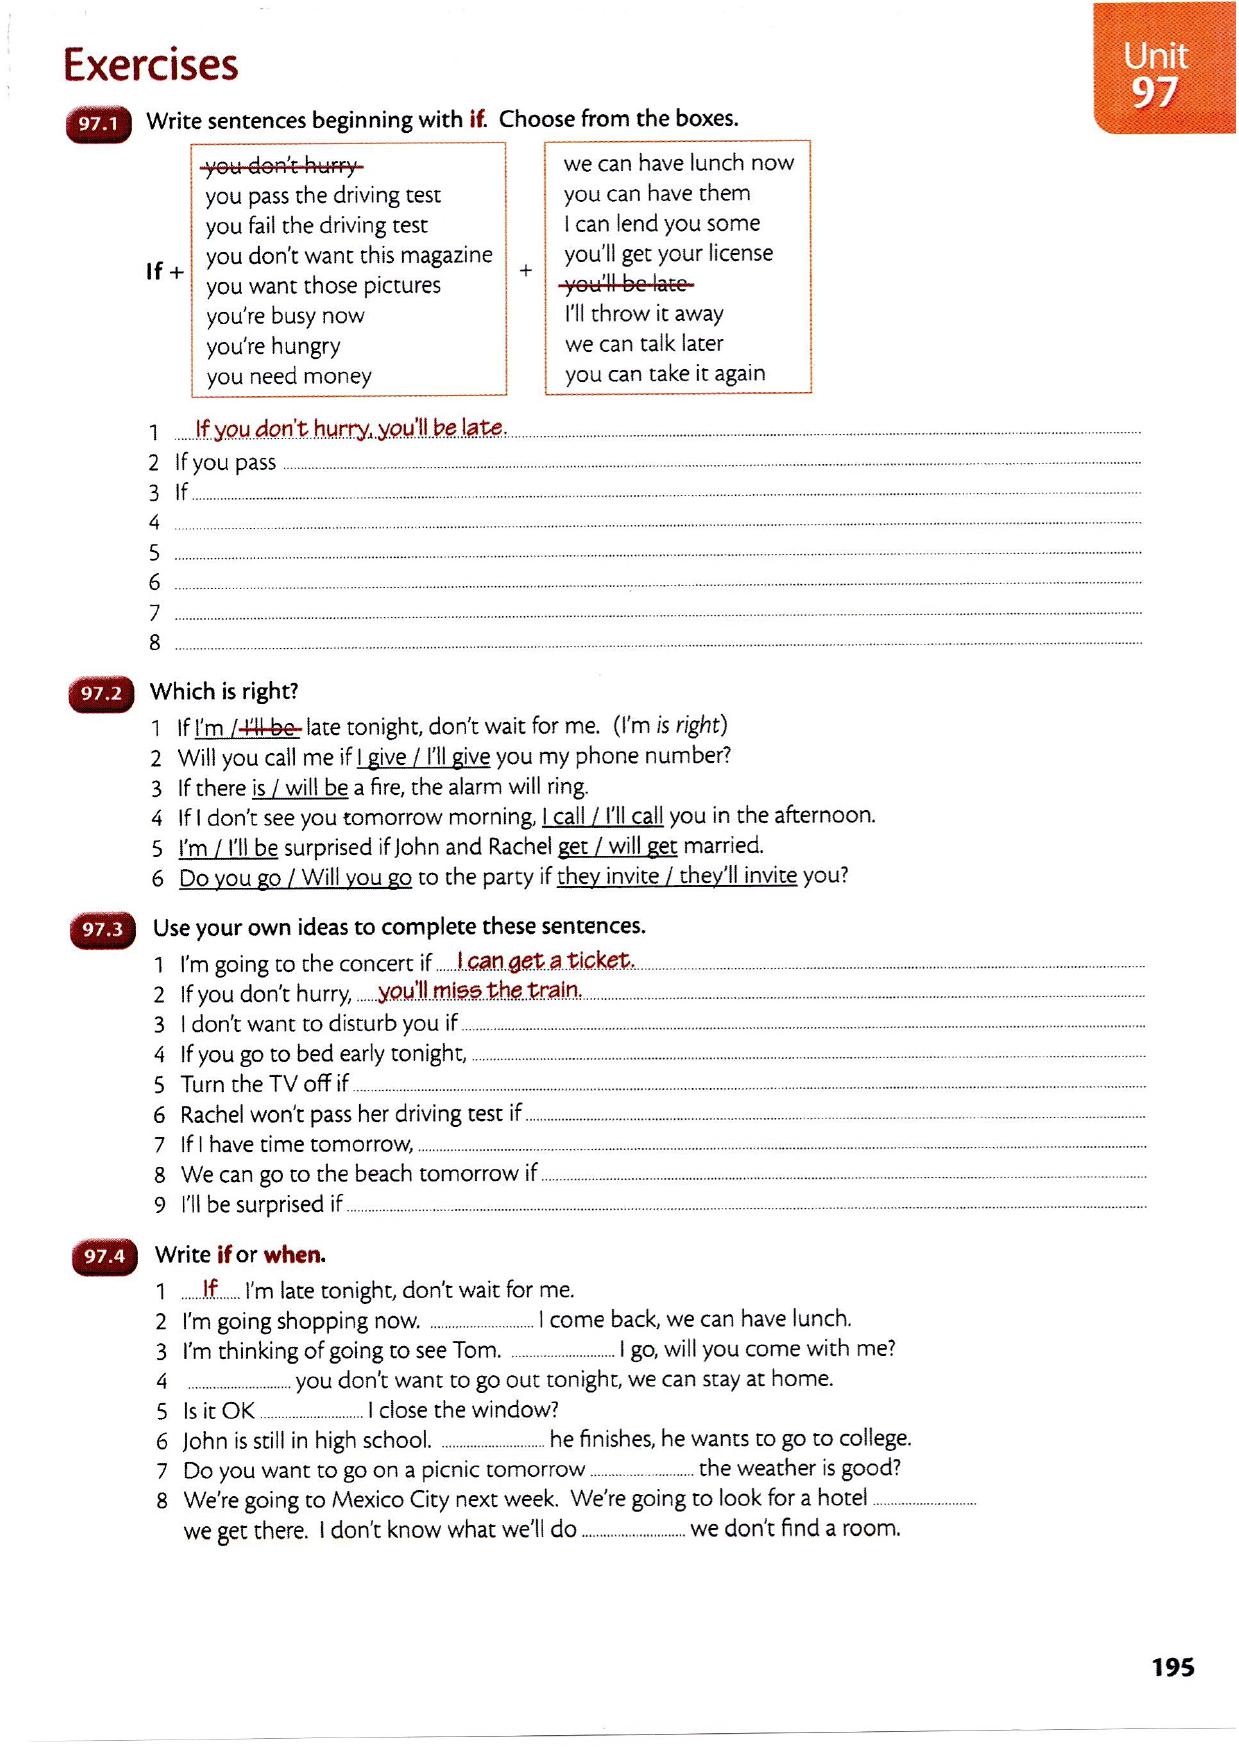 Exercises
Unit
97
97.1 Write sentences beginning with if. Choose from the boxes.
If +
you don't hurry
you pass the driving test
you fail the driving test
you don't want this magazine
you want those pictures
you're busy now
you're hungry
you need money
+
we can have lunch now
you can have them
I can lend you some
you'll get your license
you'll be late
I'll throw it away
we can talk later
you can take it again
1 If you don't hurry, you'll be late.
2 If you pass
3 If
4
5
6
7
8
97.2 Which is right?
1 If I'm / I'll be late tonight, don't wait for me. (I'm is right)
2 Will you call me if I give / I'll give you my phone number?
3 If there is / will be a fire, the alarm will ring.
4 If I don't see you tomorrow morning, I call / I'll call you in the afternoon.
5 I'm / I'll be surprised if John and Rachel get / will get married.
6 Do you go / Will you go to the party if they invite / they'll invite you?
97.3 Use your own ideas to complete these sentences.
1 I'm going to the concert if I can get a ticket.
2 If you don't hurry, you'll miss the train.
3 I don't want to disturb you if
4 If you go to bed early tonight,
5 Turn the TV off if
6 Rachel won't pass her driving test if
7 If I have time tomorrow,
8 We can go to the beach tomorrow if
9 I'll be surprised if
97.4 Write if or when.
1 If I'm late tonight, don't wait for me.
2 I'm going shopping now. I come back, we can have lunch.
3 I'm thinking of going to see Tom. I go, will you come with me?
4 you don't want to go out tonight, we can stay at home.
5 Is it OK I close the window?
6 John is still in high school. he finishes, he wants to go to college.
7 Do you want to go on a picnic tomorrow the weather is good?
8 We're going to Mexico City next week. We're going to look for a hotel
we get there. I don't know what we'll do we don't find a room.
195